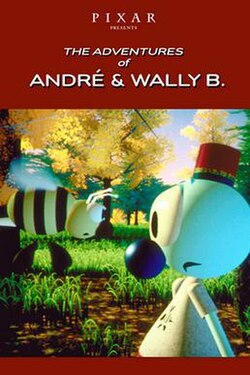 PIXAR
PRESENTS
THE ADVENTURES
of
ANDRÉ & WALLY B.